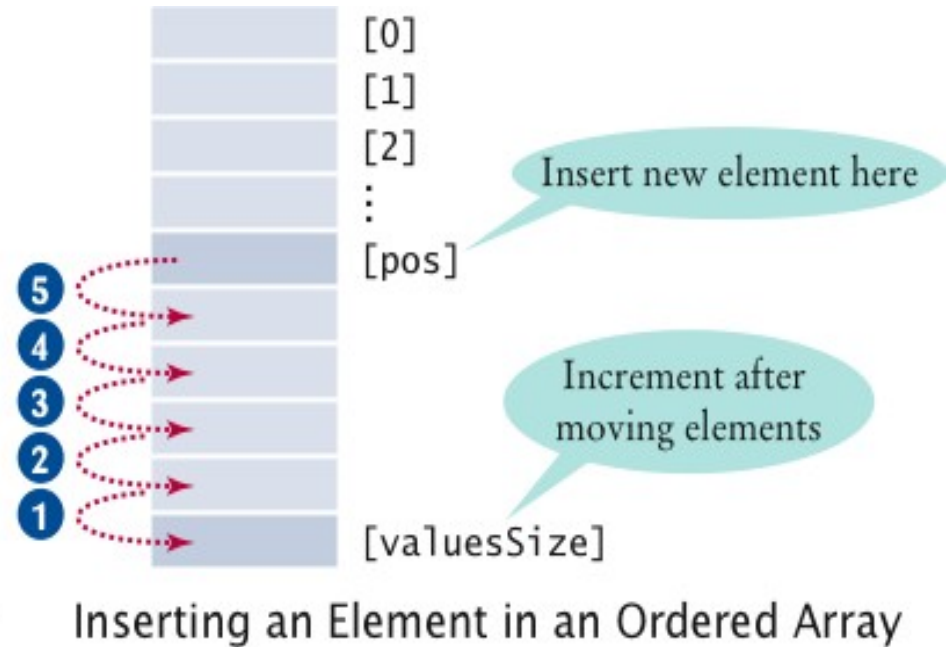 [0]
[1]
[2]
Insert new element here
⋮
[pos]
5
4
3
Increment after
moving elements
2
1
[valuesSize]
Inserting an Element in an Ordered Array